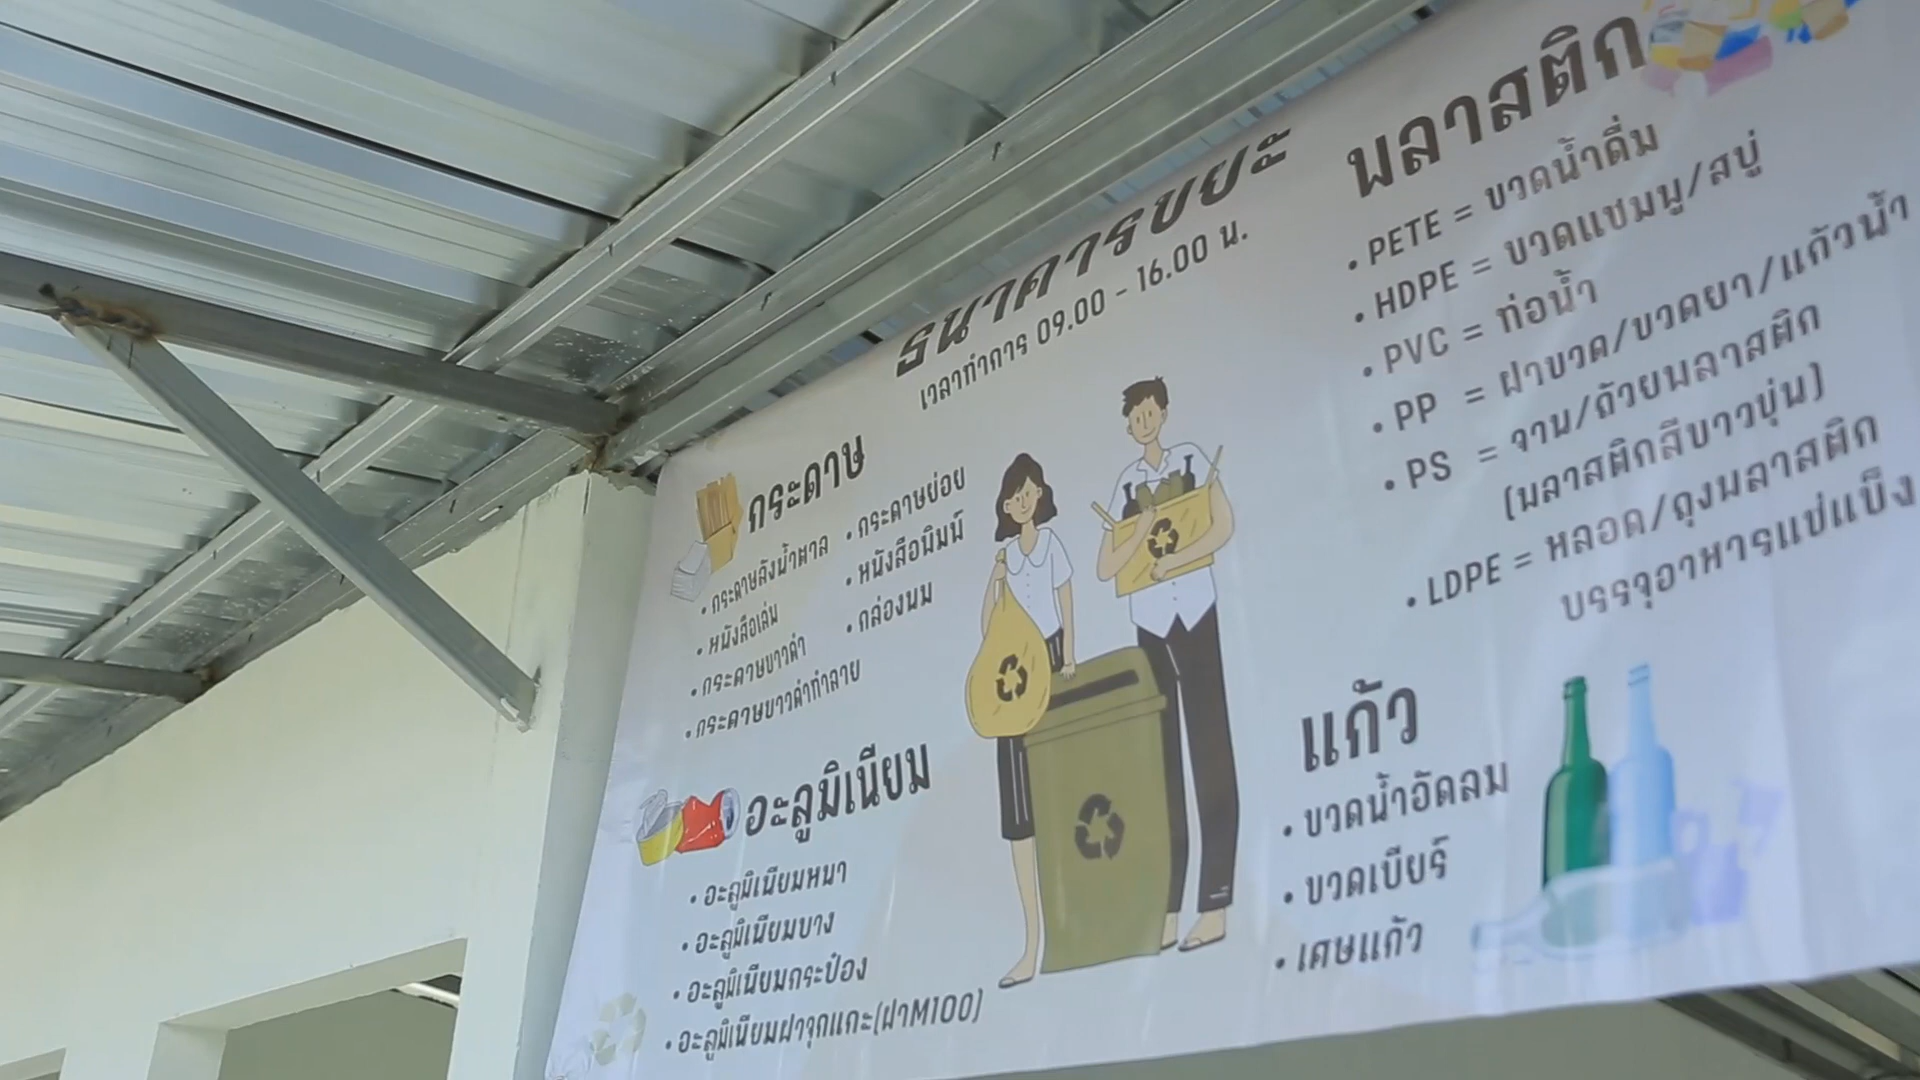 ธนาคารขยะ
เวลาทำการ 09.00 - 16.00 น.
กระดาษ
• กระดาษลังน้ำตาล
• หนังสือเล่ม
• กระดาษขาวดำ
• กระดาษขาวดำทำลาย
• กระดาษย่อย
• หนังสือพิมพ์
• กล่องนม
อะลูมิเนียม
• อะลูมิเนียมหนา
• อะลูมิเนียมบาง
• อะลูมิเนียมกระป๋อง
• อะลูมิเนียมฝาจุกแกะ(ฝาM100)
พลาสติก
• PETE = ขวดน้ำดื่ม
• HDPE = ขวดแชมพู/สบู่
• PVC = ท่อน้ำ
• PP = ฝาขวด/ขวดยา/แก้วน้ำ
• PS = จาน/ถ้วยพลาสติก
(พลาสติกสีขาวขุ่น)
• LDPE = หลอด/ถุงพลาสติก
บรรจุอาหารแช่แข็ง
แก้ว
• ขวดน้ำอัดลม
• ขวดเบียร์
• เศษแก้ว